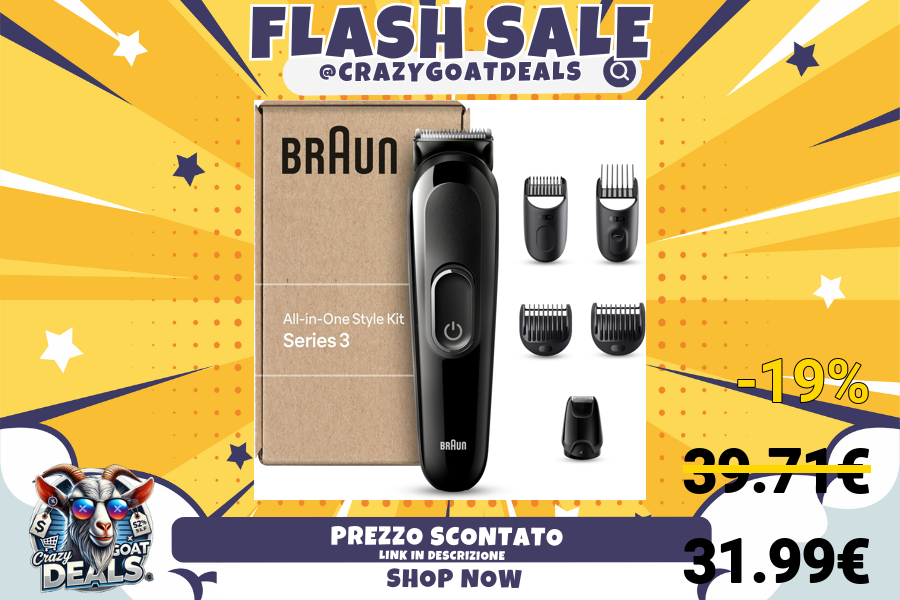 FLASH SALE
@CRAZYGOATDEALS
BRAUN
All-in-One Style Kit
Series 3
BRAUN
-19%
39.71€
31.99€
PREZZO SCONTATO
LINK IN DESCRIZIONE
SHOP NOW
$
52%
Crazy
GOAT
DEALS